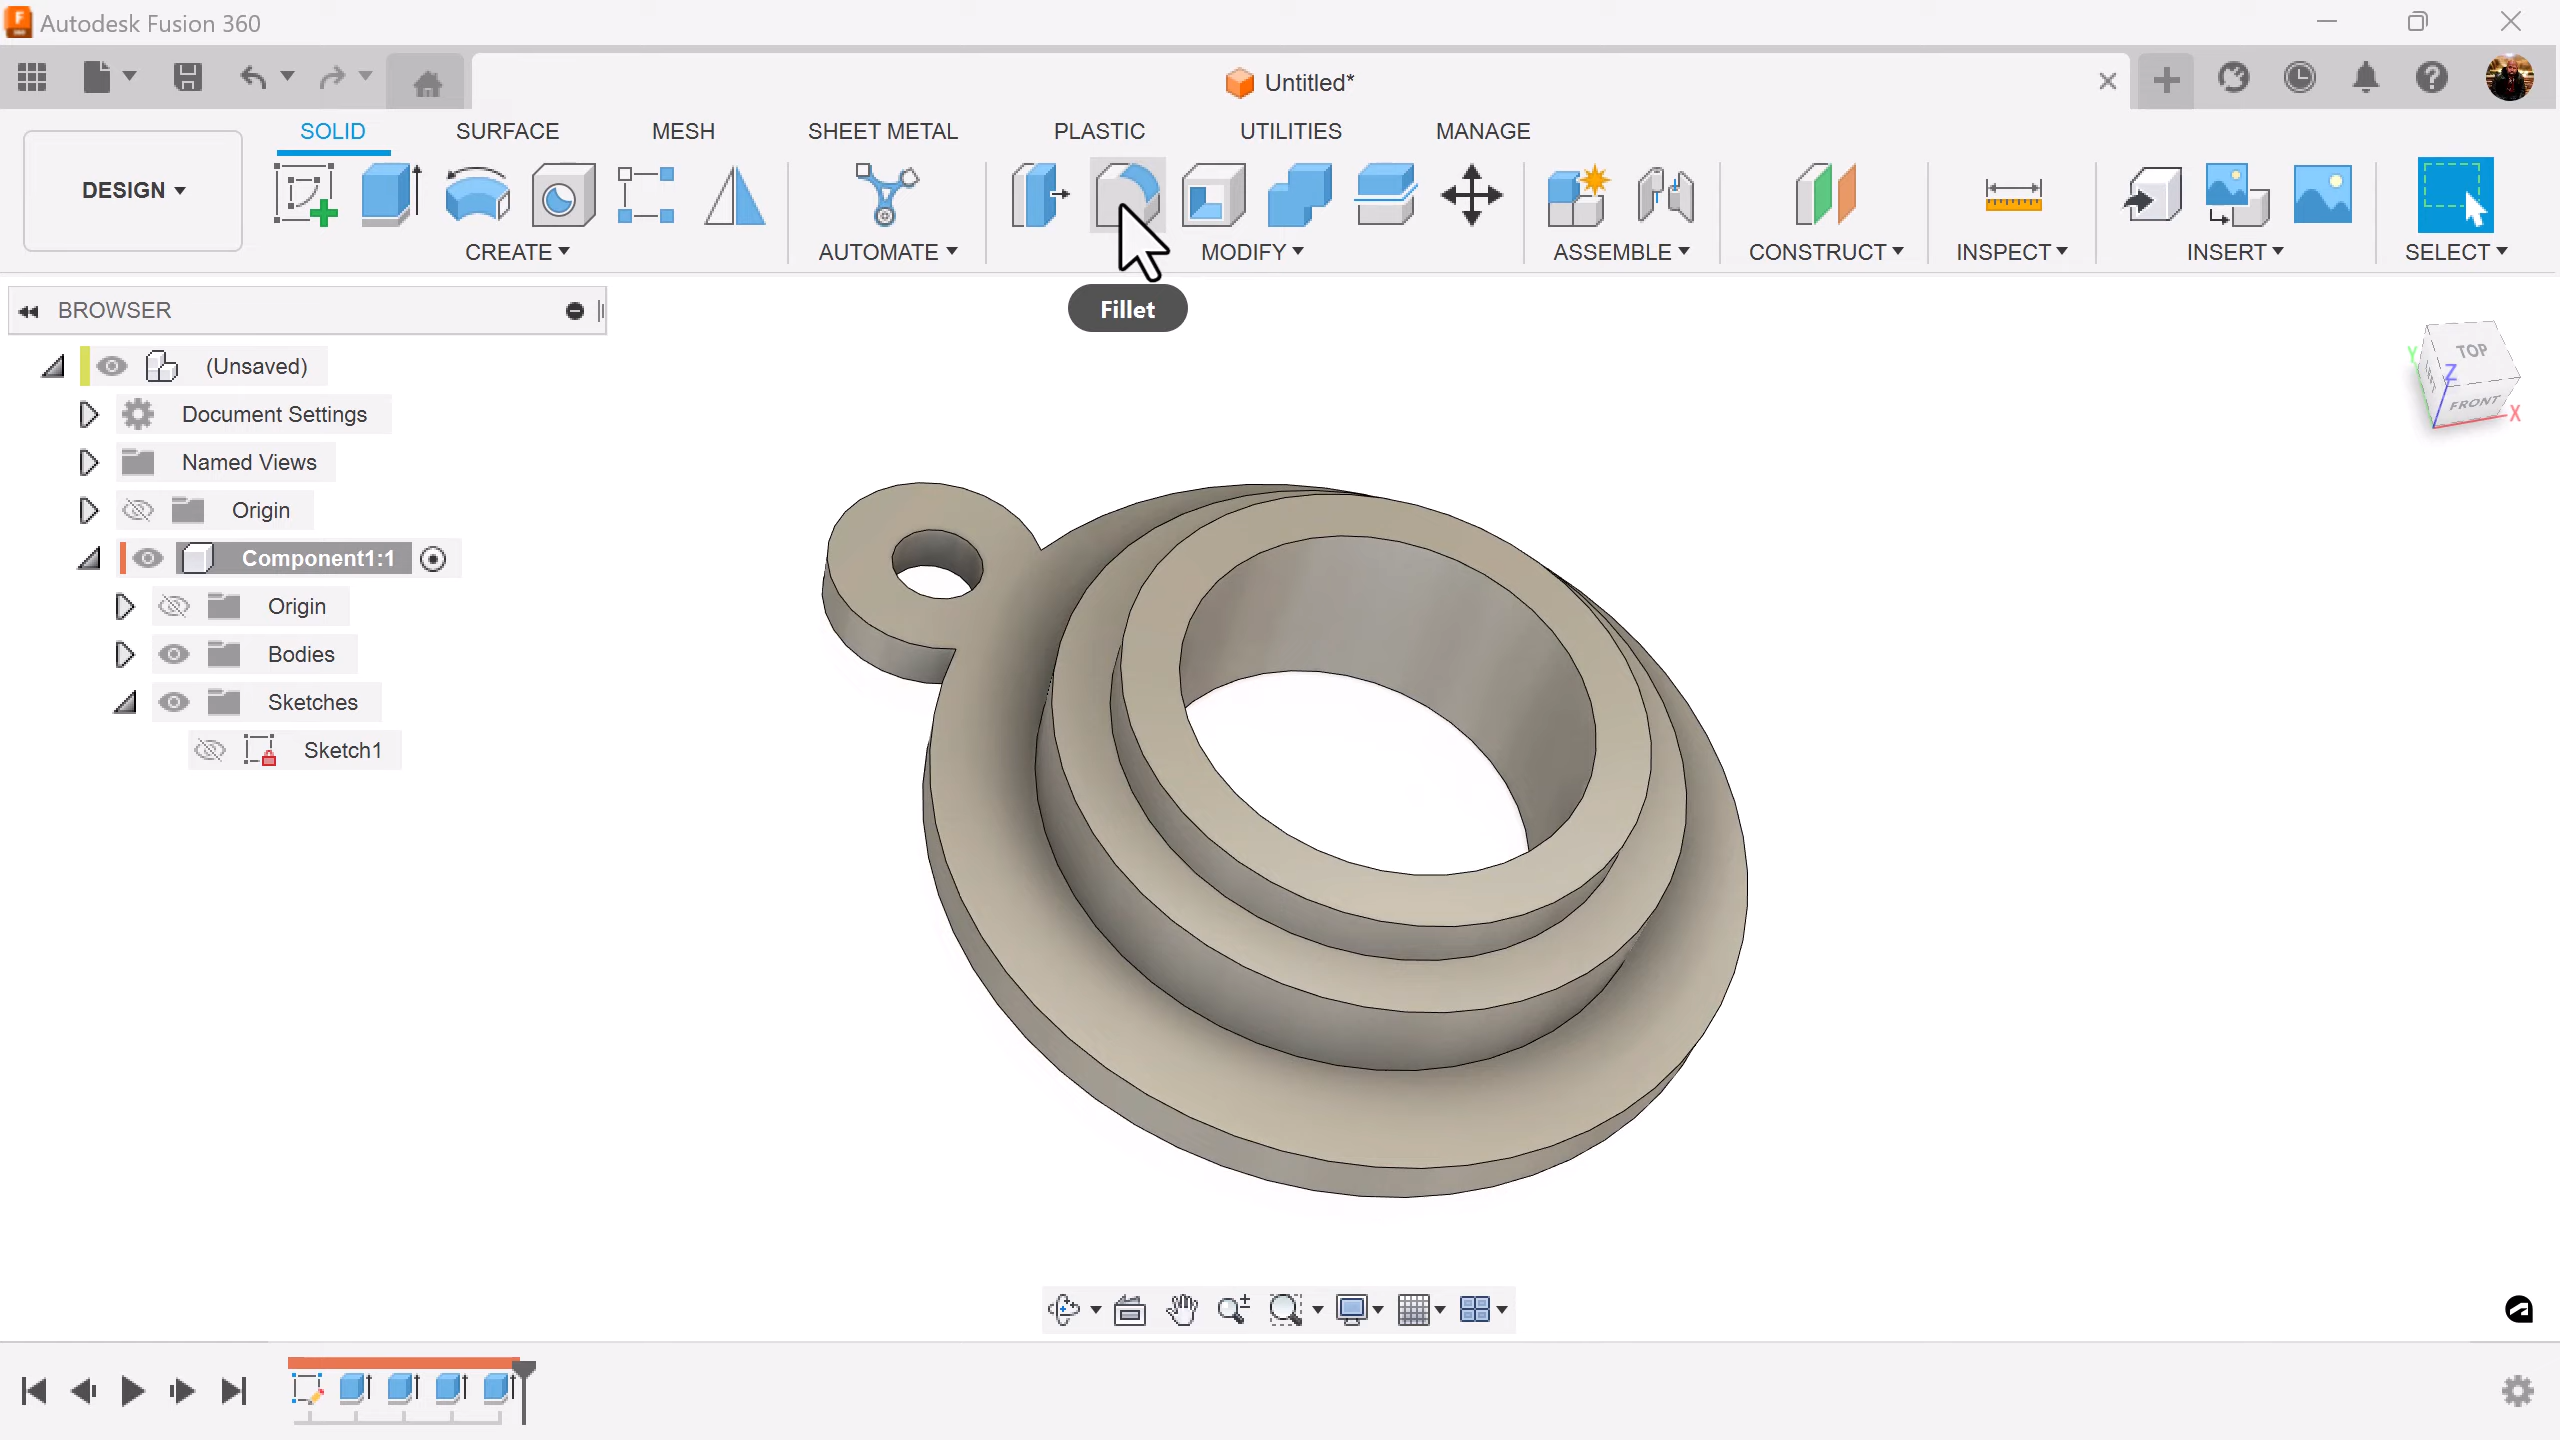 Autodesk Fusion 360
Untitled*
SOLID SURFACE MESH SHEET METAL PLASTIC UTILITIES MANAGE
DESIGN
CREATE AUTOMATE MODIFY ASSEMBLE CONSTRUCT INSPECT INSERT SELECT
Fillet
BROWSER
(Unsaved)
Document Settings
Named Views
Origin
Component1:1
Origin
Bodies
Sketches
Sketch1
TOP
FRONT
Y
Z
X